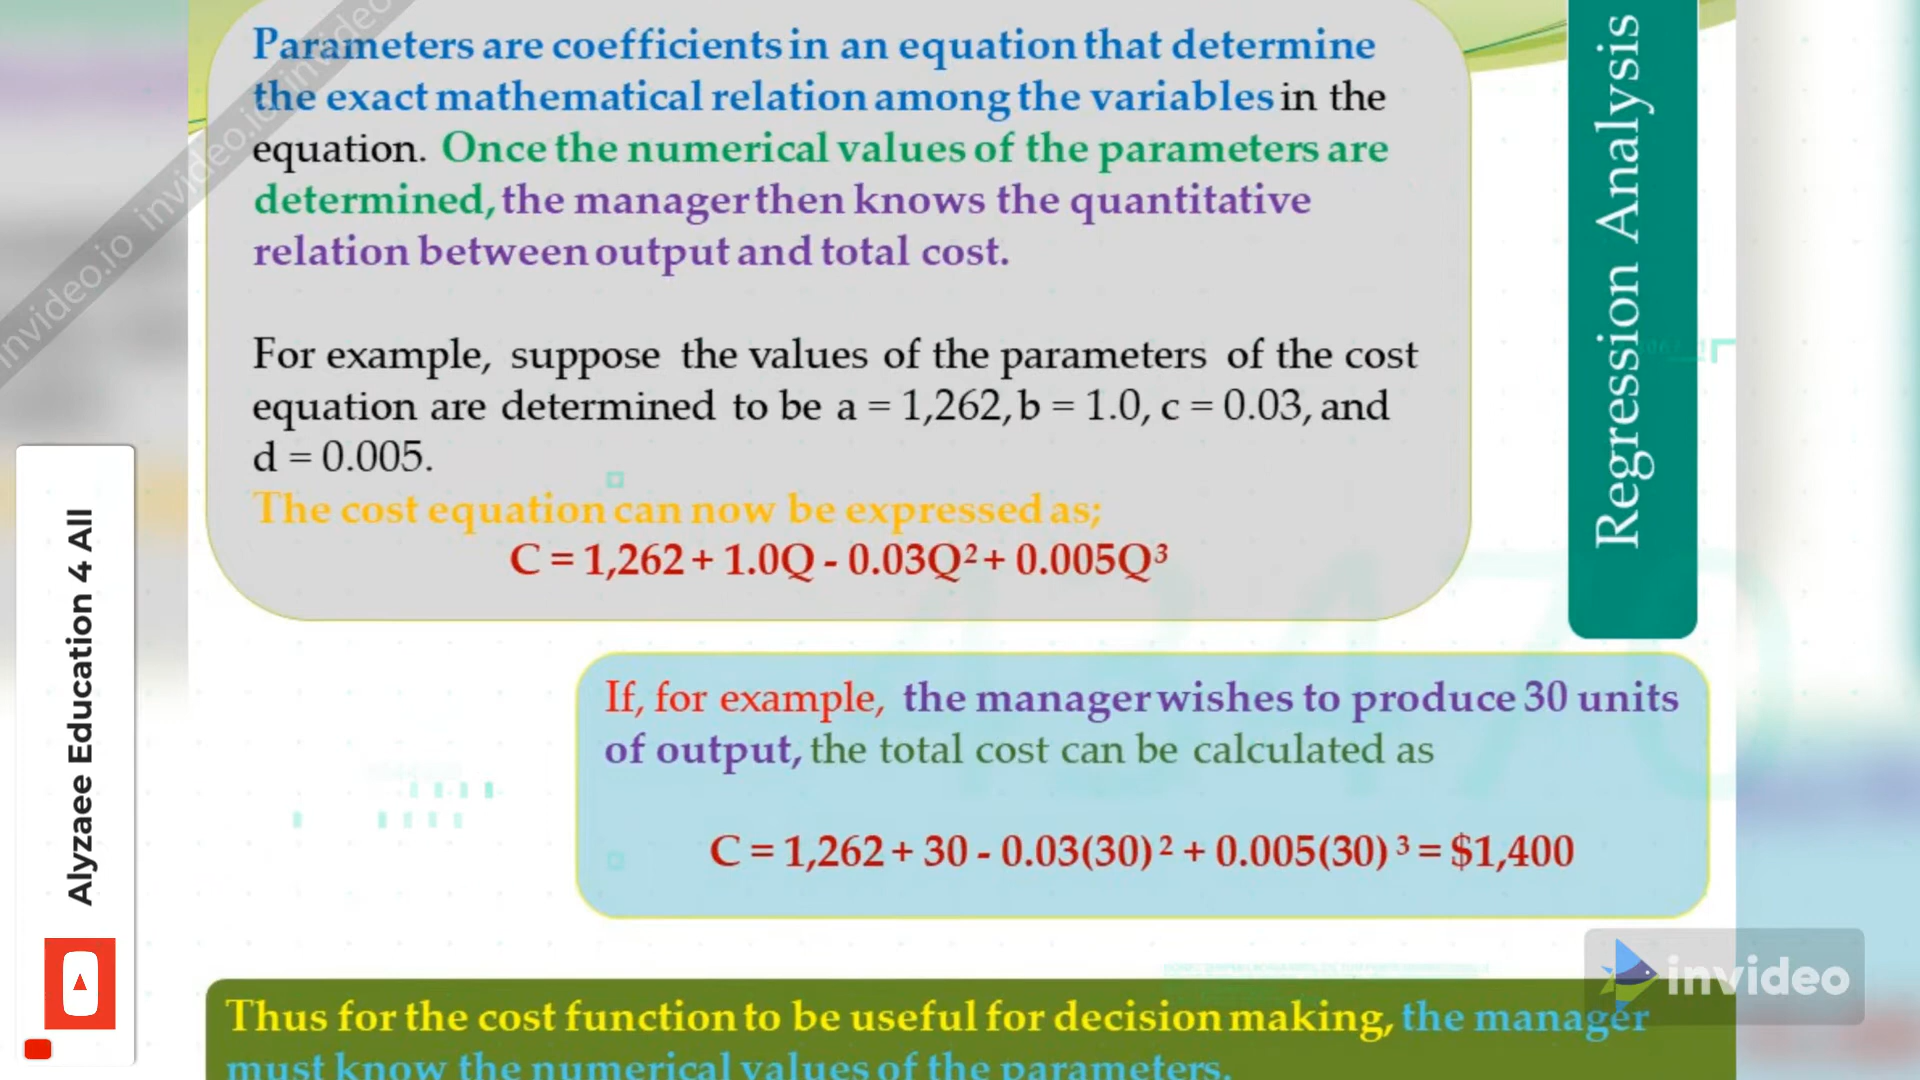 Parameters are coefficients in an equation that determine
the exact mathematical relation among the variables in the
equation. Once the numerical values of the parameters are
determined, the manager then knows the quantitative
relation between output and total cost.
For example, suppose the values of the parameters of the cost
equation are determined to be a = 1,262, b = 1.0, c = 0.03, and
d = 0.005.
The cost equation can now be expressed as;
C = 1,262 + 1.0Q - 0.03Q² + 0.005Q³
Regression Analysis
If, for example, the manager wishes to produce 30 units
of output, the total cost can be calculated as
C = 1,262 + 30 - 0.03(30) ² + 0.005(30) ³ = $1,400
Thus for the cost function to be useful for decision making, the manager
must know the numerical values of the parameters.
Alyzaee Education 4 All
invideo.io invideo.io invideo.io
invideo